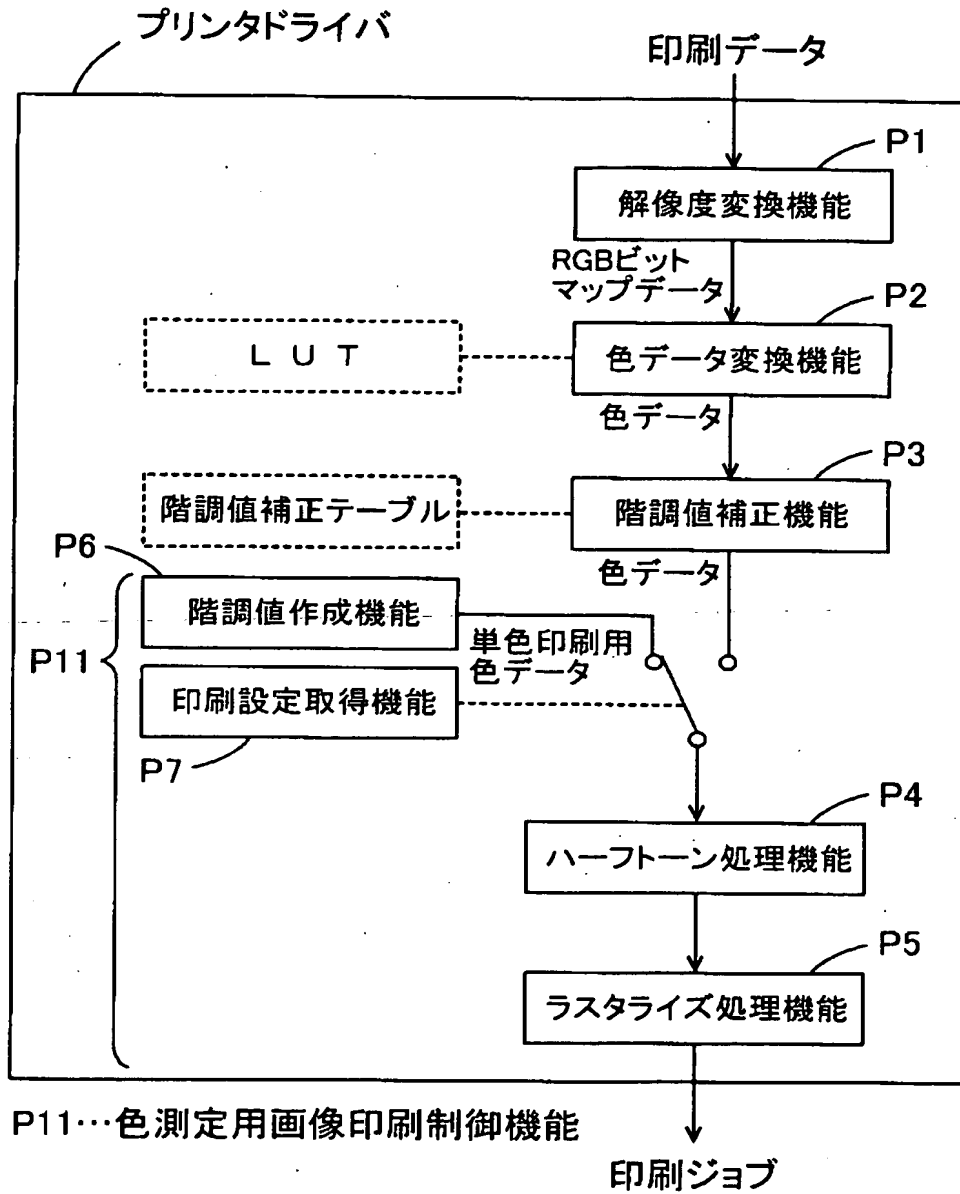 プリンタドライバ
印刷データ
P1
解像度変換機能
RGBビット
マップデータ
P2
LUT
色データ変換機能
色データ
P3
階調値補正テーブル
階調値補正機能
P6
色データ
階調値作成機能
単色印刷用
色データ
P11
印刷設定取得機能
P7
P4
ハーフトーン処理機能
P5
ラスタライズ処理機能
P11…色測定用画像印刷制御機能
印刷ジョブ